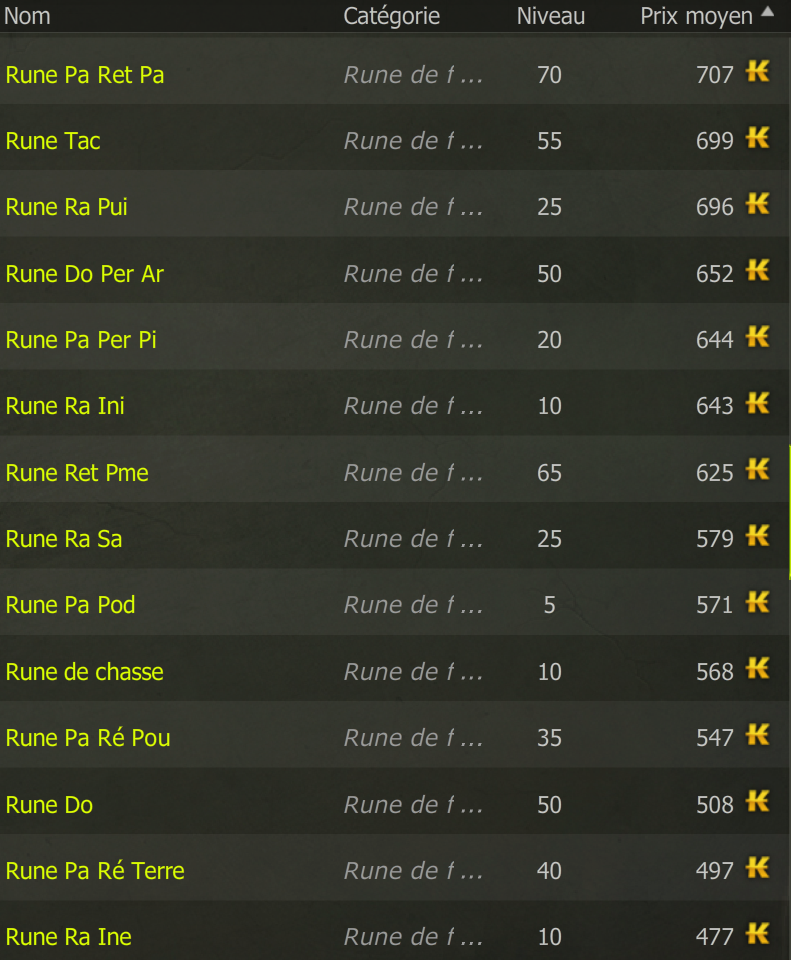 Nom Catégorie Niveau Prix moyen
Rune Pa Ret Pa Rune de f ... 70 707
Rune Tac Rune de f ... 55 699
Rune Ra Pui Rune de f ... 25 696
Rune Do Per Ar Rune de f ... 50 652
Rune Pa Per Pi Rune de f ... 20 644
Rune Ra Ini Rune de f ... 10 643
Rune Ret Pme Rune de f ... 65 625
Rune Ra Sa Rune de f ... 25 579
Rune Pa Pod Rune de f ... 5 571
Rune de chasse Rune de f ... 10 568
Rune Pa Ré Pou Rune de f ... 35 547
Rune Do Rune de f ... 50 508
Rune Pa Ré Terre Rune de f ... 40 497
Rune Ra Ine Rune de f ... 10 477